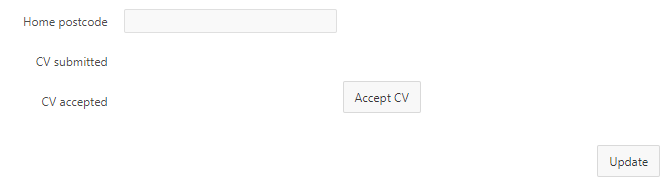 Home postcode
CV submitted
CV accepted
Accept CV
Update